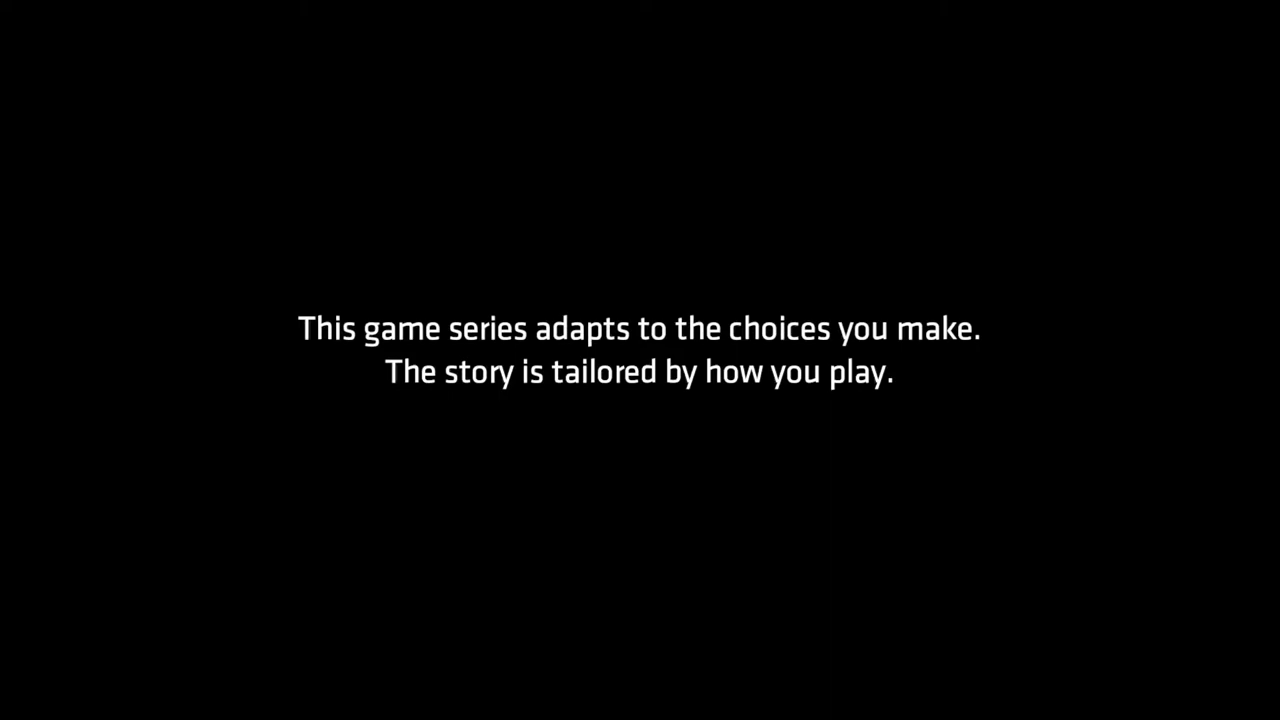 This game series adapts to the choices you make.
The story is tailored by how you play.